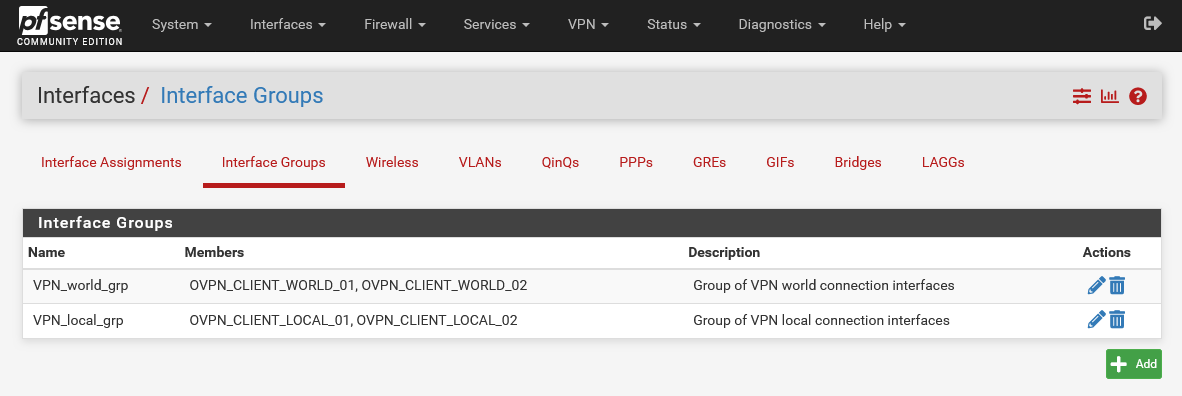 pfsense
COMMUNITY EDITION
System Interfaces Firewall Services VPN Status Diagnostics Help
Interfaces / Interface Groups
Interface Assignments Interface Groups Wireless VLANs QinQs PPPs GREs GIFs Bridges LAGGs
Interface Groups
Name Members Description Actions
VPN_world_grp OVPN_CLIENT_WORLD_01, OVPN_CLIENT_WORLD_02 Group of VPN world connection interfaces
VPN_local_grp OVPN_CLIENT_LOCAL_01, OVPN_CLIENT_LOCAL_02 Group of VPN local connection interfaces
Add